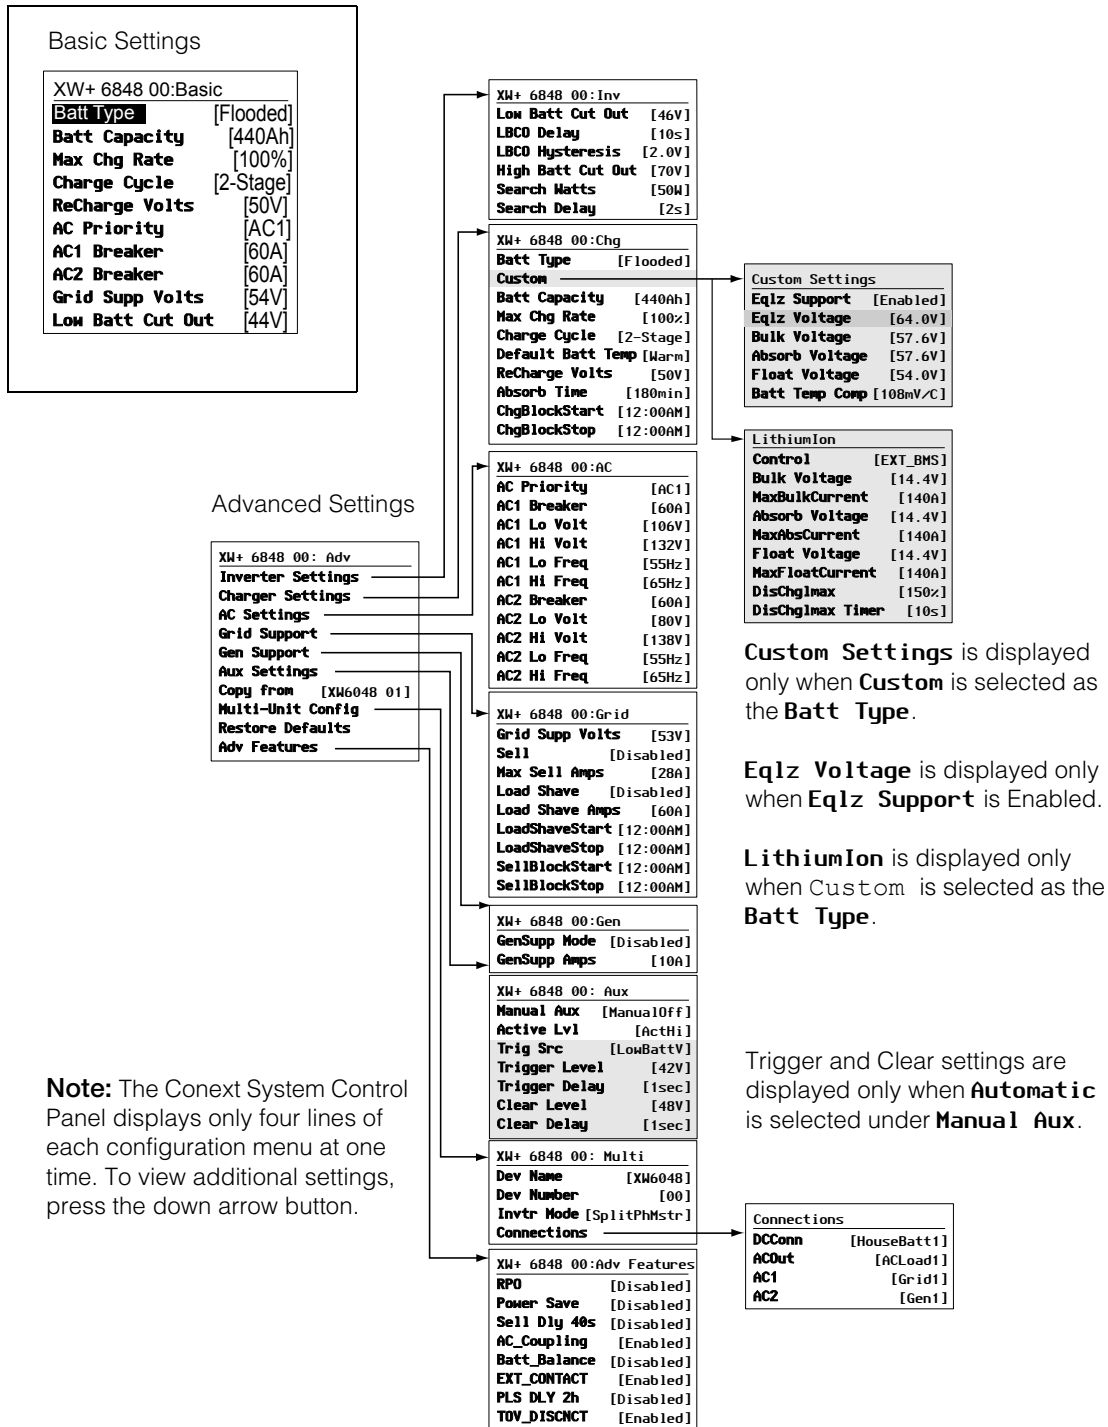 Basic Settings
XW+ 6848 00:Basic
Batt Type [Flooded]
Batt Capacity [440Ah]
Max Chg Rate [100%]
Charge Cycle [2-Stage]
ReCharge Volts [50V]
AC Priority [AC1]
AC1 Breaker [60A]
AC2 Breaker [60A]
Grid Supp Volts [54V]
Low Batt Cut Out [44V]
Advanced Settings
XW+ 6848 00: Adv
Inverter Settings
Charger Settings
AC Settings
Grid Support
Gen Support
Aux Settings
Copy from [XW6048 01]
Multi-Unit Config
Restore Defaults
Adv Features
XW+ 6848 00:Inv
Low Batt Cut Out [46V]
LBCO Delay [10s]
LBCO Hysteresis [2.0V]
High Batt Cut Out [70V]
Search Watts [50W]
Search Delay [2s]
XW+ 6848 00:Chg
Batt Type [Flooded]
Custom
Batt Capacity [440Ah]
Max Chg Rate [100%]
Charge Cycle [2-Stage]
Default Batt Temp [Warm]
ReCharge Volts [50V]
Absorb Time [180min]
ChgBlockStart [12:00AM]
ChgBlockStop [12:00AM]
XW+ 6848 00:AC
AC Priority [AC1]
AC1 Breaker [60A]
AC1 Lo Volt [106V]
AC1 Hi Volt [132V]
AC1 Lo Freq [55Hz]
AC1 Hi Freq [65Hz]
AC2 Breaker [60A]
AC2 Lo Volt [80V]
AC2 Hi Volt [138V]
AC2 Lo Freq [55Hz]
AC2 Hi Freq [65Hz]
XW+ 6848 00:Grid
Grid Supp Volts [53V]
Sell [Disabled]
Max Sell Amps [28A]
Load Shave [Disabled]
Load Shave Amps [60A]
LoadShaveStart [12:00AM]
LoadShaveStop [12:00AM]
SellBlockStart [12:00AM]
SellBlockStop [12:00AM]
XW+ 6848 00:Gen
GenSupp Mode [Disabled]
GenSupp Amps [10A]
XW+ 6848 00: Aux
Manual Aux [ManualOff]
Active Lvl [ActHi]
Trig Src [LowBattV]
Trigger Level [42V]
Trigger Delay [1sec]
Clear Level [48V]
Clear Delay [1sec]
XW+ 6848 00: Multi
Dev Name [XW6048]
Dev Number [00]
Invtr Mode [SplitPhMstr]
Connections
XW+ 6848 00:Adv Features
RPO [Disabled]
Power Save [Disabled]
Sell Dly 40s [Disabled]
AC_Coupling [Enabled]
Batt_Balance [Disabled]
EXT_CONTACT [Enabled]
PLS DLY 2h [Disabled]
TOV_DISCNCT [Enabled]
Custom Settings
Eqlz Support [Enabled]
Eqlz Voltage [64.0V]
Bulk Voltage [57.6V]
Absorb Voltage [57.6V]
Float Voltage [54.0V]
Batt Temp Comp [108mV/C]
LithiumIon
Control [EXT_BMS]
Bulk Voltage [14.4V]
MaxBulkCurrent [140A]
Absorb Voltage [14.4V]
MaxAbsCurrent [140A]
Float Voltage [14.4V]
MaxFloatCurrent [140A]
DisChgImax [150%]
DisChgImax Timer [10s]
Custom Settings is displayed
only when Custom is selected as
the Batt Type.
Eqlz Voltage is displayed only
when Eqlz Support is Enabled.
LithiumIon is displayed only
when Custom is selected as the
Batt Type.
Trigger and Clear settings are
displayed only when Automatic
is selected under Manual Aux.
Connections
DCConn [HouseBatt1]
ACOut [ACLoad1]
AC1 [Grid1]
AC2 [Gen1]
Note: The Conext System Control
Panel displays only four lines of
each configuration menu at one
time. To view additional settings,
press the down arrow button.